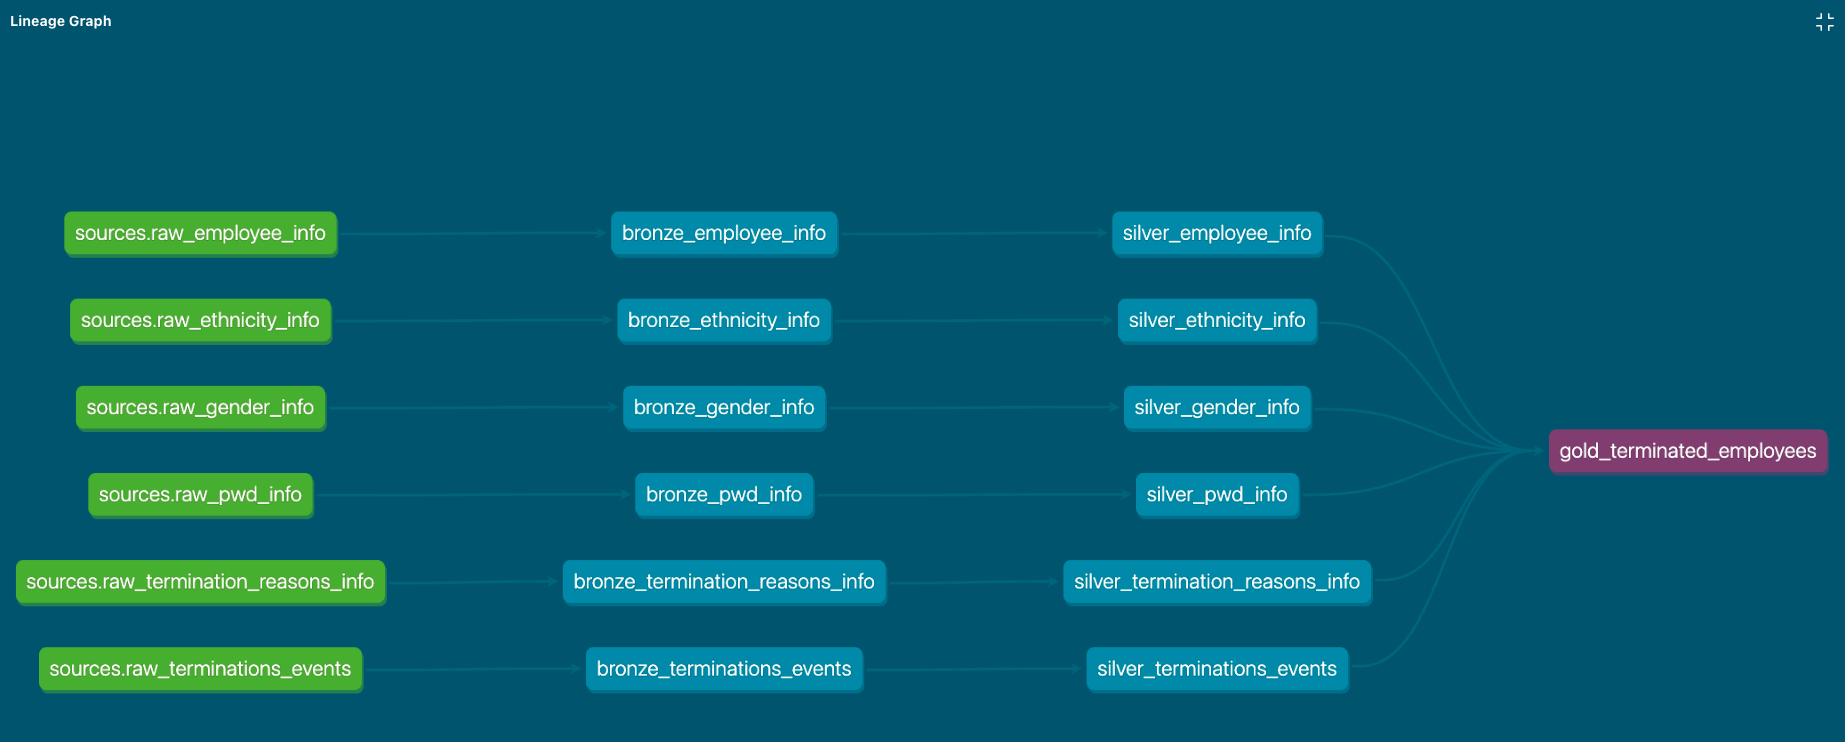 Lineage Graph
sources.raw_employee_info
bronze_employee_info
silver_employee_info
sources.raw_ethnicity_info
bronze_ethnicity_info
silver_ethnicity_info
sources.raw_gender_info
bronze_gender_info
silver_gender_info
gold_terminated_employees
sources.raw_pwd_info
bronze_pwd_info
silver_pwd_info
sources.raw_termination_reasons_info
bronze_termination_reasons_info
silver_termination_reasons_info
sources.raw_terminations_events
bronze_terminations_events
silver_terminations_events